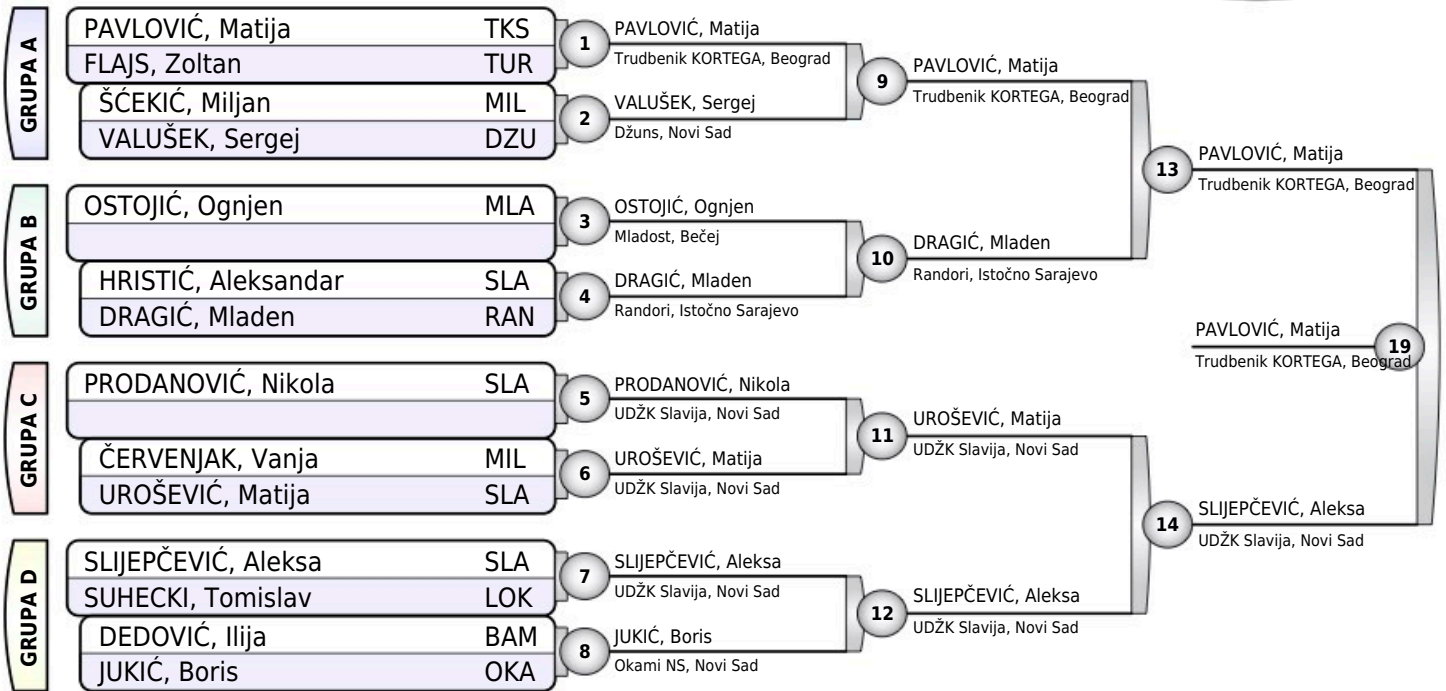 GRUPA A
PAVLOVIĆ, Matija TKS
FLAJS, Zoltan TUR
ŠĆEKIĆ, Miljan MIL
VALUŠEK, Sergej DZU
1
PAVLOVIĆ, Matija
Trudbenik KORTEGA, Beograd
2
VALUŠEK, Sergej
Džuns, Novi Sad
9
PAVLOVIĆ, Matija
Trudbenik KORTEGA, Beograd
GRUPA B
OSTOJIĆ, Ognjen MLA
HRISTIĆ, Aleksandar SLA
DRAGIĆ, Mladen RAN
3
OSTOJIĆ, Ognjen
Mladost, Bečej
4
DRAGIĆ, Mladen
Randori, Istočno Sarajevo
10
DRAGIĆ, Mladen
Randori, Istočno Sarajevo
13
PAVLOVIĆ, Matija
Trudbenik KORTEGA, Beograd
PAVLOVIĆ, Matija
Trudbenik KORTEGA, Beograd
19
GRUPA C
PRODANOVIĆ, Nikola SLA
ČERVENJAK, Vanja MIL
UROŠEVIĆ, Matija SLA
5
PRODANOVIĆ, Nikola
UDŽK Slavija, Novi Sad
6
UROŠEVIĆ, Matija
UDŽK Slavija, Novi Sad
11
UROŠEVIĆ, Matija
UDŽK Slavija, Novi Sad
GRUPA D
SLIJEPČEVIĆ, Aleksa SLA
SUHECKI, Tomislav LOK
DEDOVIĆ, Ilija BAM
JUKIĆ, Boris OKA
7
SLIJEPČEVIĆ, Aleksa
UDŽK Slavija, Novi Sad
8
JUKIĆ, Boris
Okami NS, Novi Sad
12
SLIJEPČEVIĆ, Aleksa
UDŽK Slavija, Novi Sad
14
SLIJEPČEVIĆ, Aleksa
UDŽK Slavija, Novi Sad